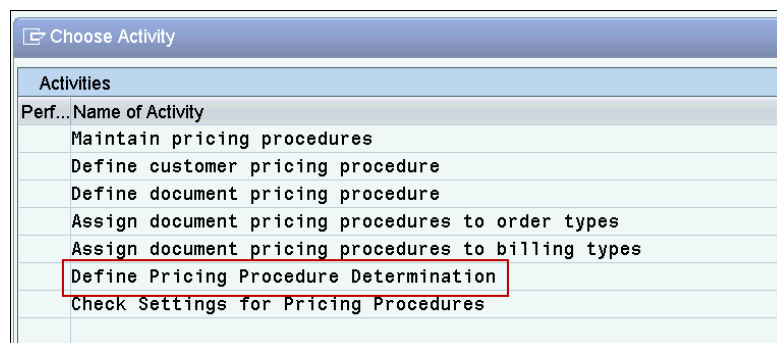 Choose Activity
Activities
Perf... Name of Activity
Maintain pricing procedures
Define customer pricing procedure
Define document pricing procedure
Assign document pricing procedures to order types
Assign document pricing procedures to billing types
Define Pricing Procedure Determination
Check Settings for Pricing Procedures